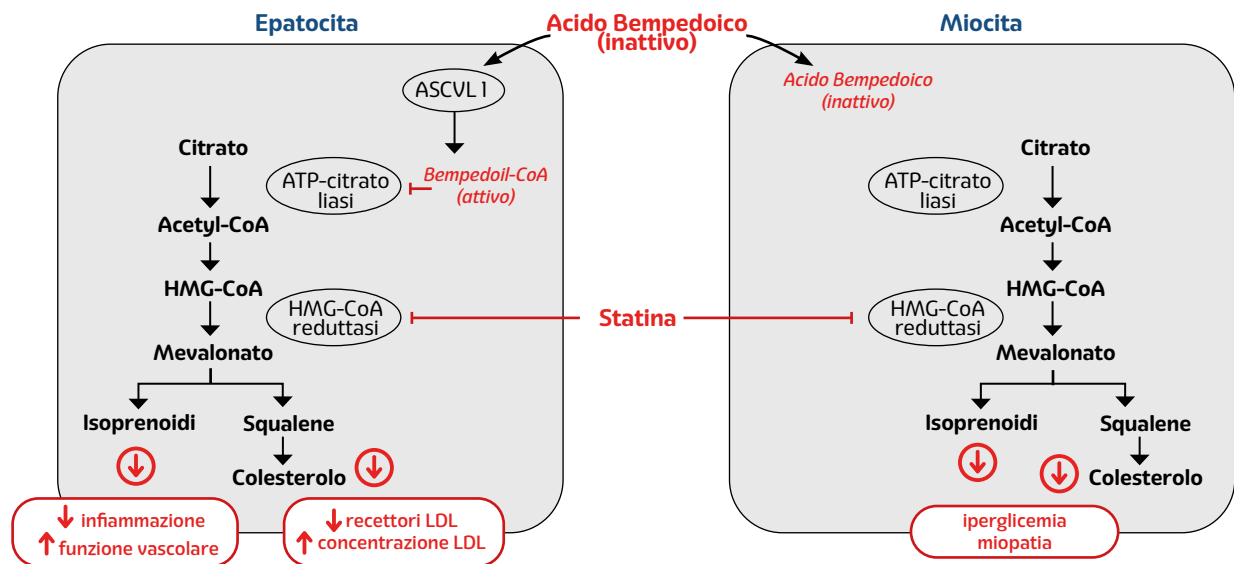 Epatocita
Acido Bempedoico
(inattivo)
Miocita
ASCVL1
Acido Bempedoico
(inattivo)
Citrato
ATP-citrato
liasi
Bempedoil-CoA
(attivo)
Acetyl-CoA
HMG-CoA
HMG-CoA
reduttasi
Mevalonato
Isoprenoidi
Squalene
Colesterolo
↓ infiammazione
↑ funzione vascolare
↓ recettori LDL
↑ concentrazione LDL
Statina
ATP-citrato
liasi
Citrato
Acetyl-CoA
HMG-CoA
HMG-CoA
reduttasi
Mevalonato
Isoprenoidi
Squalene
Colesterolo
iperglicemia
miopatia